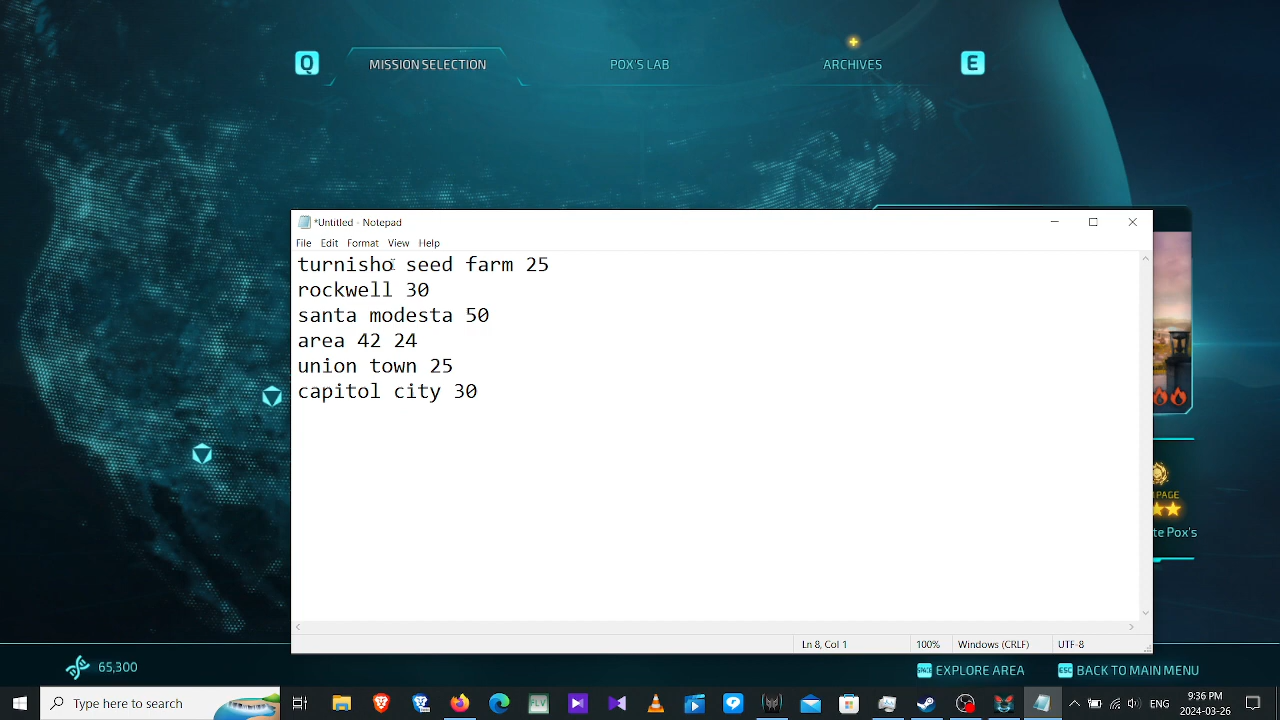 Q
MISSION SELECTION
POX'S LAB
ARCHIVES
E
*Untitled - Notepad
File Edit Format View Help
turnisho seed farm 25
rockwell 30
santa modesta 50
area 42 24
union town 25
capitol city 30
PAGE
te Pox's
Ln 8, Col 1
100%
Windows (CRLF)
UTF-8
65,300
EXPLORE AREA
ESC BACK TO MAIN MENU
Type here to search
FLV
ENG
9:36 PM
2024-03-26